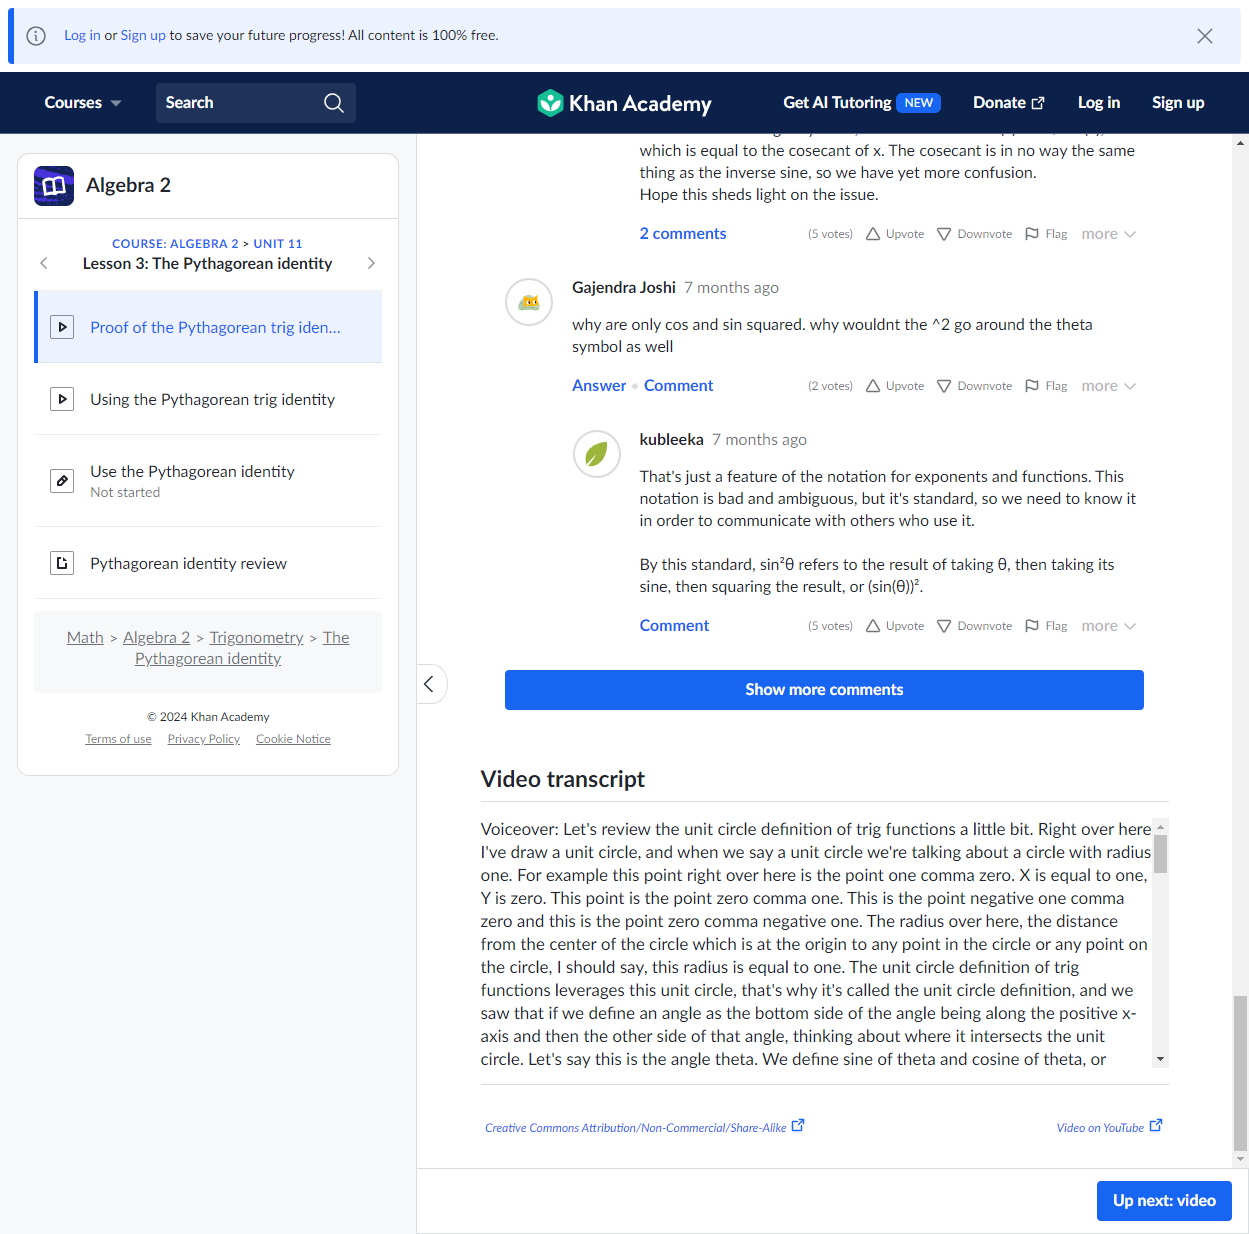 Log in or Sign up to save your future progress! All content is 100% free.
Courses
Search
Khan Academy
Get AI Tutoring NEW
Donate
Log in
Sign up
Algebra 2
COURSE: ALGEBRA 2 > UNIT 11
Lesson 3: The Pythagorean identity
Proof of the Pythagorean trig iden...
Using the Pythagorean trig identity
Use the Pythagorean identity
Not started
Pythagorean identity review
Math > Algebra 2 > Trigonometry > The
Pythagorean identity
© 2024 Khan Academy
Terms of use Privacy Policy Cookie Notice
which is equal to the cosecant of x. The cosecant is in no way the same
thing as the inverse sine, so we have yet more confusion.
Hope this sheds light on the issue.
2 comments (5 votes) Upvote Downvote Flag more
Gajendra Joshi 7 months ago
why are only cos and sin squared. why wouldnt the ^2 go around the theta
symbol as well
Answer • Comment (2 votes) Upvote Downvote Flag more
kubleeka 7 months ago
That's just a feature of the notation for exponents and functions. This
notation is bad and ambiguous, but it's standard, so we need to know it
in order to communicate with others who use it.
By this standard, sin²θ refers to the result of taking θ, then taking its
sine, then squaring the result, or (sin(θ))².
Comment (5 votes) Upvote Downvote Flag more
Show more comments
Video transcript
Voiceover: Let's review the unit circle definition of trig functions a little bit. Right over here
I've draw a unit circle, and when we say a unit circle we're talking about a circle with radius
one. For example this point right over here is the point one comma zero. X is equal to one,
Y is zero. This point is the point zero comma one. This is the point negative one comma
zero and this is the point zero comma negative one. The radius over here, the distance
from the center of the circle which is at the origin to any point in the circle or any point on
the circle, I should say, this radius is equal to one. The unit circle definition of trig
functions leverages this unit circle, that's why it's called the unit circle definition, and we
saw that if we define an angle as the bottom side of the angle being along the positive x-
axis and then the other side of that angle, thinking about where it intersects the unit
circle. Let's say this is the angle theta. We define sine of theta and cosine of theta, or
Creative Commons Attribution/Non-Commercial/Share-Alike
Video on YouTube
Up next: video